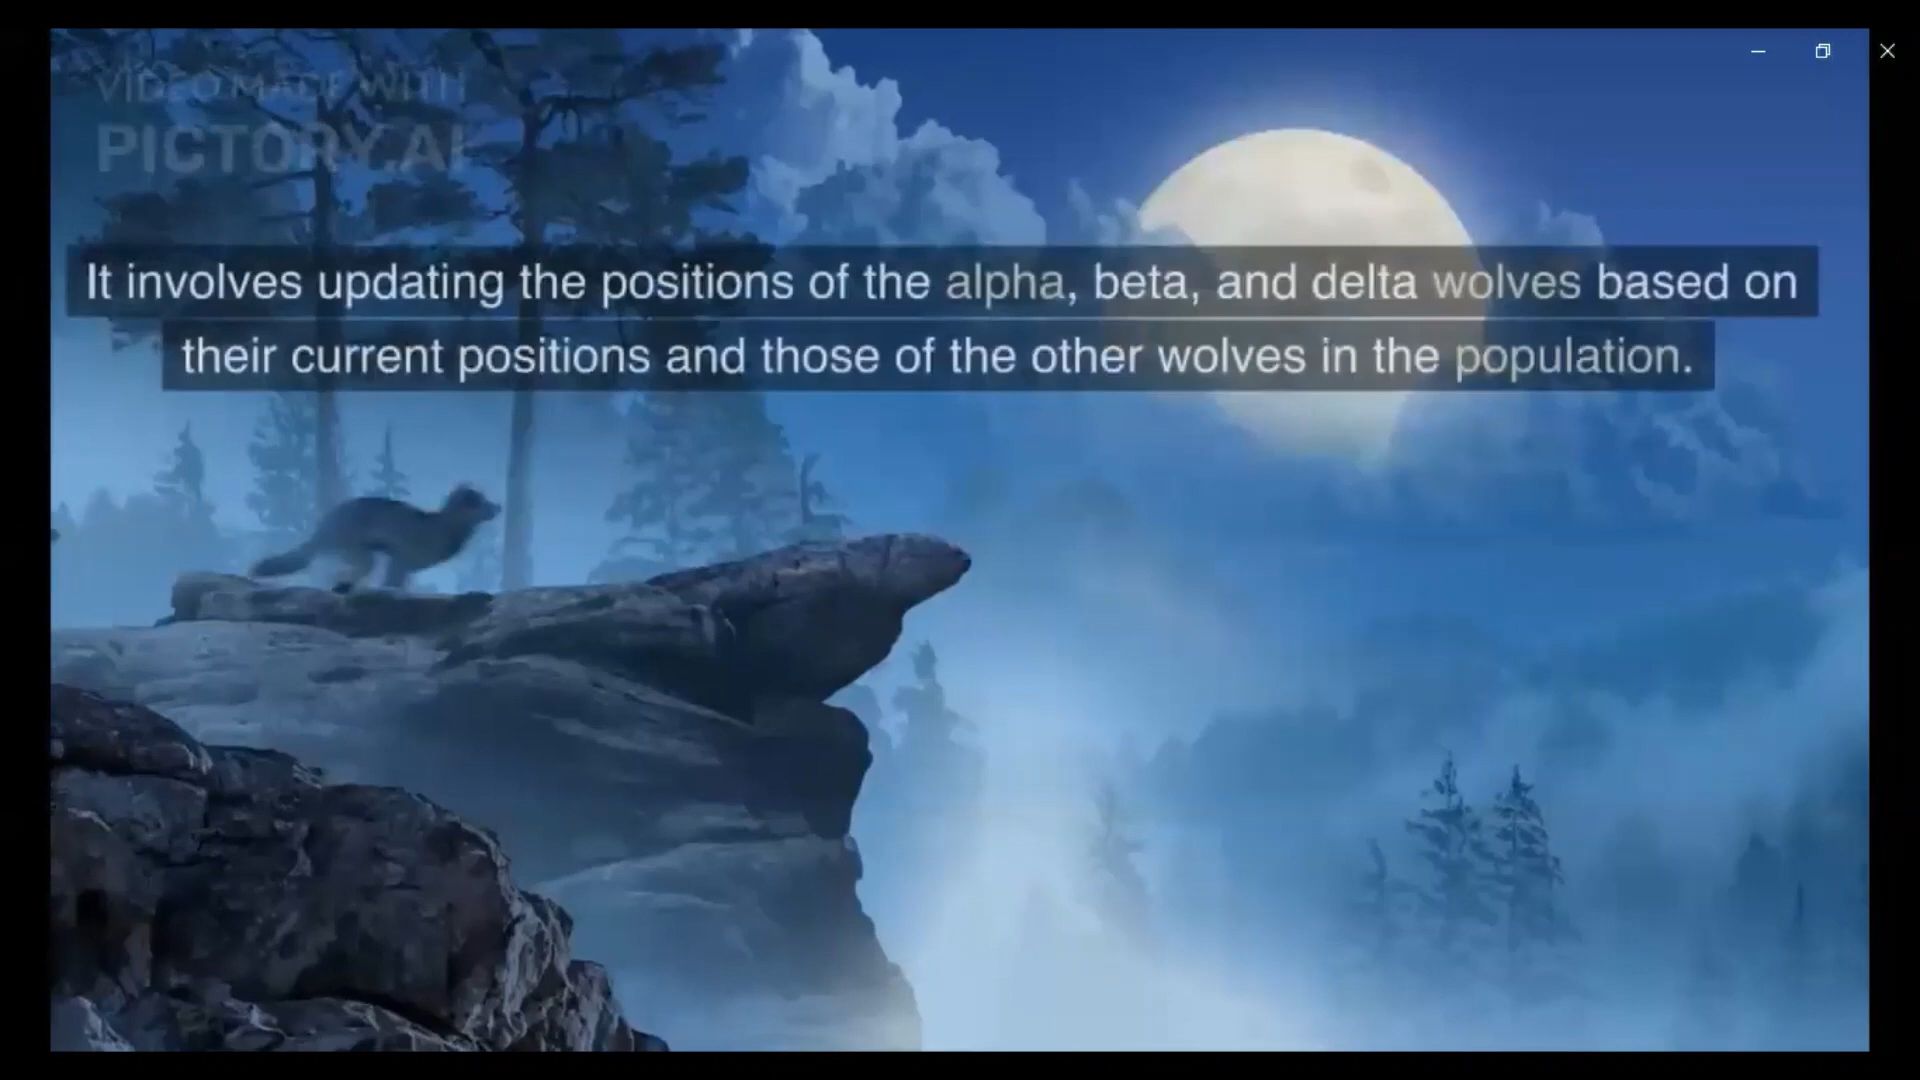 VIDEO MADE WITH
PICTORY.AI
It involves updating the positions of the alpha, beta, and delta wolves based on
their current positions and those of the other wolves in the population.